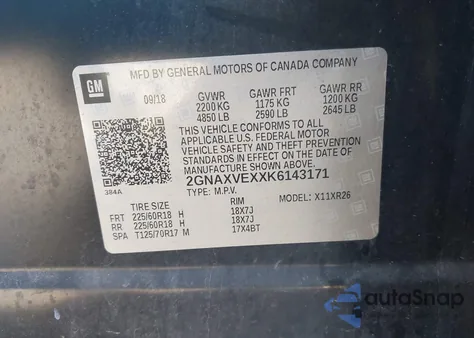 GM
MFD BY GENERAL MOTORS OF CANADA COMPANY
09/18 GVWR GAWR FRT GAWR RR
2200 KG 1175 KG 1200 KG
4850 LB 2590 LB 2645 LB
THIS VEHICLE CONFORMS TO ALL
APPLICABLE U.S. FEDERAL MOTOR
VEHICLE SAFETY, BUMPER, AND THEFT
PREVENTION STANDARDS IN EFFECT ON
THE DATE OF MANUFACTURE SHOWN ABOVE.
2GNAXVEXXK6143171
384A
TYPE: M.P.V. MODEL: X11XR26
TIRE SIZE RIM
FRT 225/60R18 H 18X7J
RR 225/60R18 H 18X7J
SPA T125/70R17 M 17X4BT
autoSnap